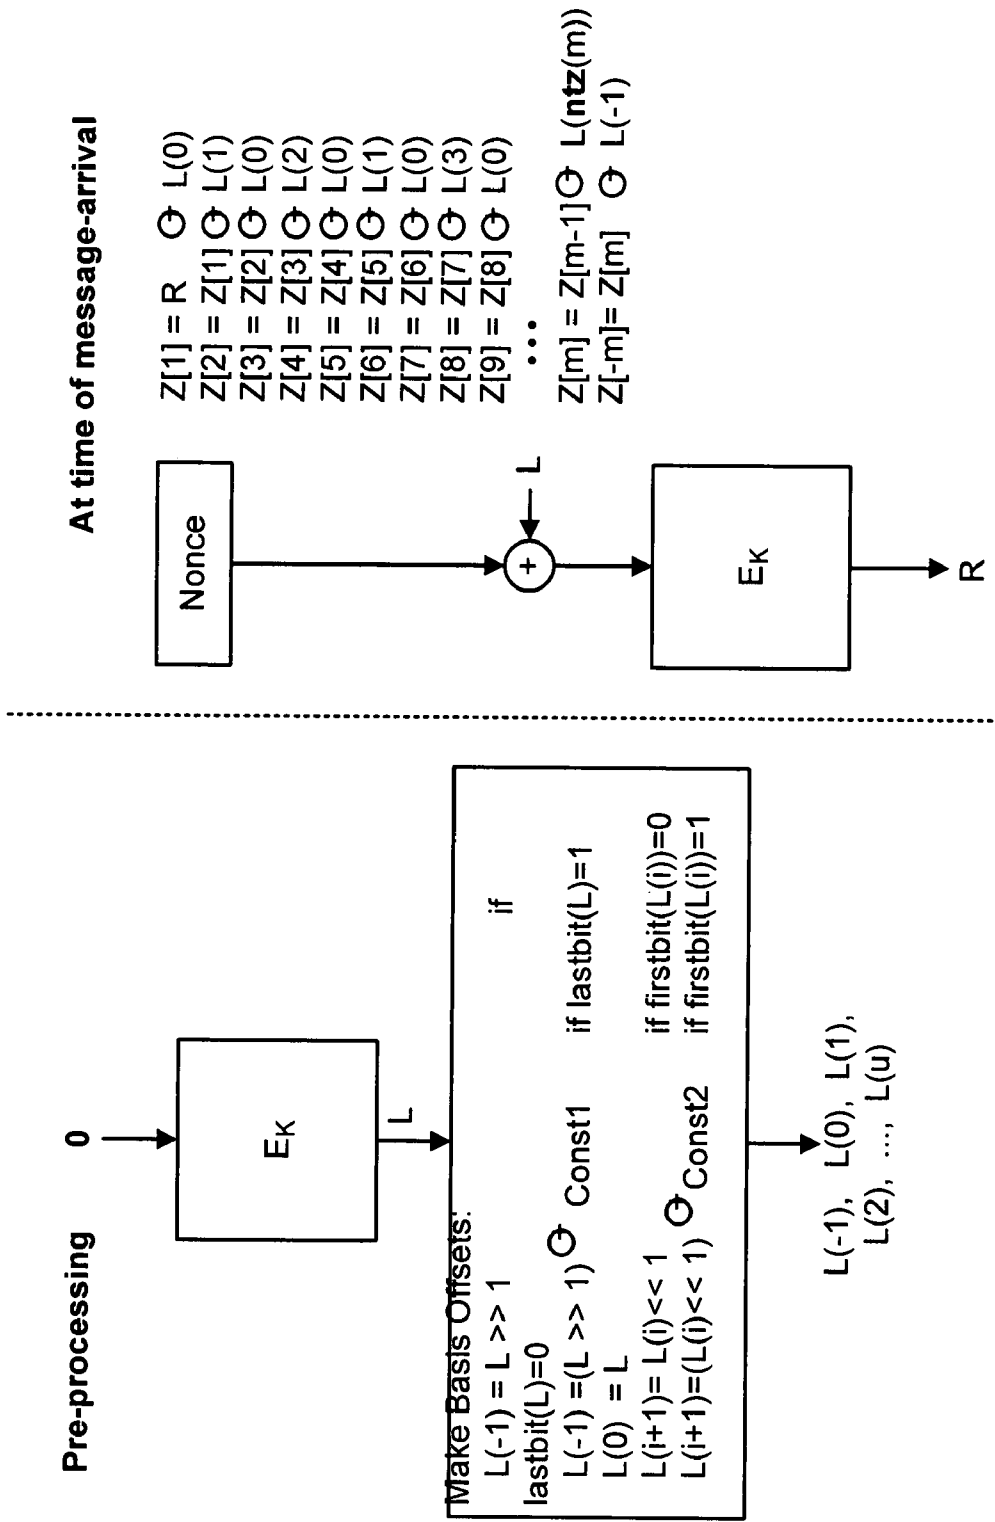 Pre-processing
0
E_K
L
Make Basis Offsets:
L(-1) = L >> 1 if
lastbit(L)=0
L(-1) =(L >> 1) ⊕ Const1 if lastbit(L)=1
L(0) = L
L(i+1)= L(i)<< 1 if firstbit(L(i))=0
L(i+1)=(L(i)<< 1) ⊕ Const2 if firstbit(L(i))=1
L(-1), L(0), L(1),
L(2), ..., L(u)
At time of message-arrival
Nonce
+
L
E_K
R
Z[1] = R ⊕ L(0)
Z[2] = Z[1] ⊕ L(1)
Z[3] = Z[2] ⊕ L(0)
Z[4] = Z[3] ⊕ L(2)
Z[5] = Z[4] ⊕ L(0)
Z[6] = Z[5] ⊕ L(1)
Z[7] = Z[6] ⊕ L(0)
Z[8] = Z[7] ⊕ L(3)
Z[9] = Z[8] ⊕ L(0)
•••
Z[m] = Z[m-1] ⊕ L(ntz(m))
Z[-m]= Z[m] ⊕ L(-1)